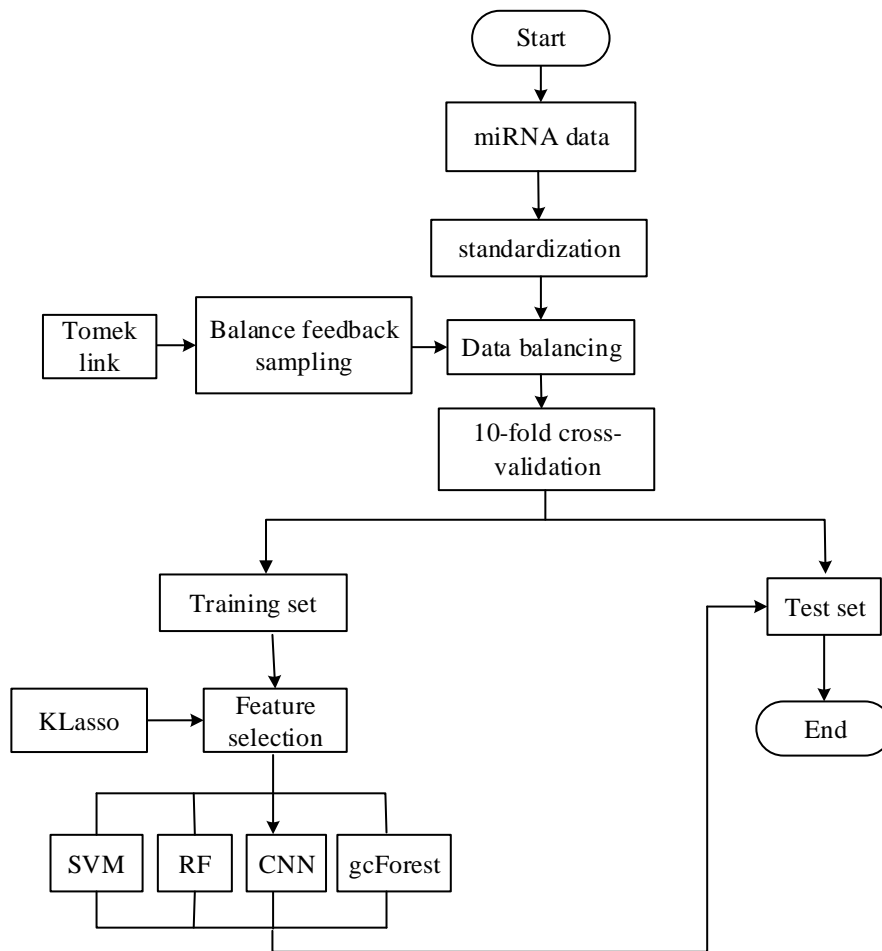 Start
miRNA data
standardization
Tomek
link
Balance feedback
sampling
Data balancing
10-fold cross-
validation
Training set
Test set
KLasso
Feature
selection
End
SVM
RF
CNN
gcForest